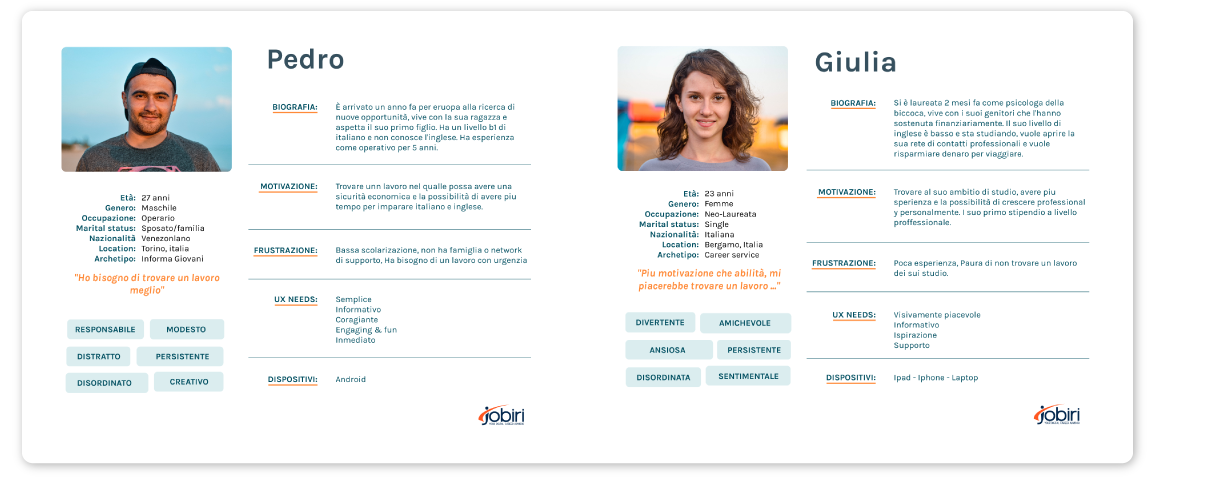 Pedro
BIOGRAFIA:
È arrivato un anno fa per eruopa alla ricerca di
nuove opportunità, vive con la sua ragazza e
aspetta il suo primo figlio. Ha un livello b1 di
italiano e non conosce l'inglese. Ha esperienza
come operativo per 5 anni.
MOTIVAZIONE:
Trovare unn lavoro nel qualle possa avere una
sicurità economica e la possibilità di avere piu
tempo per imparare italiano e inglese.
FRUSTRAZIONE:
Bassa scolarizazione, non ha famiglia o network
di supporto, Ha bisogno di un lavoro con urgenzia
UX NEEDS:
Semplice
Informativo
Coragiante
Engaging & fun
Inmediato
DISPOSITIVI:
Android
Età: 27 anni
Genero: Maschile
Occupazione: Operario
Marital status: Sposato/familia
Nazionalità Venezonlano
Location: Torino, italia
Archetipo: Informa Giovani
"Ho bisogno di trovare un lavoro
meglio"
RESPONSABILE
MODESTO
DISTRATTO
PERSISTENTE
DISORDINATO
CREATIVO
jobiri
Giulia
BIOGRAFIA:
Si è laureata 2 mesi fa come psicologa della
bicocca, vive con i suoi genitori che l'hanno
sostenuta finanziariamente. Il suo livello di
inglese è basso e sta studiando, vuole aprire la
sua rete di contatti professionali e vuole
risparmiare denaro per viaggiare.
MOTIVAZIONE:
Trovare al suo ambitio di studio, avere piu
sperienza e la possibilità di crescere professional
y personalmente. I suo primo stipendio a livello
proffessionale.
FRUSTRAZIONE:
Poca esperienza, Paura di non trovare un lavoro
dei sui studio.
UX NEEDS:
Visivamente piacevole
Informativo
Ispirazione
Supporto
DISPOSITIVI:
Ipad - Iphone - Laptop
Età: 23 anni
Genero: Femme
Occupazione: Neo-Laureata
Marital status: Single
Nazionalità: Italiana
Location: Bergamo, Italia
Archetipo: Career service
"Piu motivazione che abilità, mi
piacerebbe trovare un lavoro ..."
DIVERTENTE
AMICHEVOLE
ANSIOSA
PERSISTENTE
DISORDINATA
SENTIMENTALE
jobiri